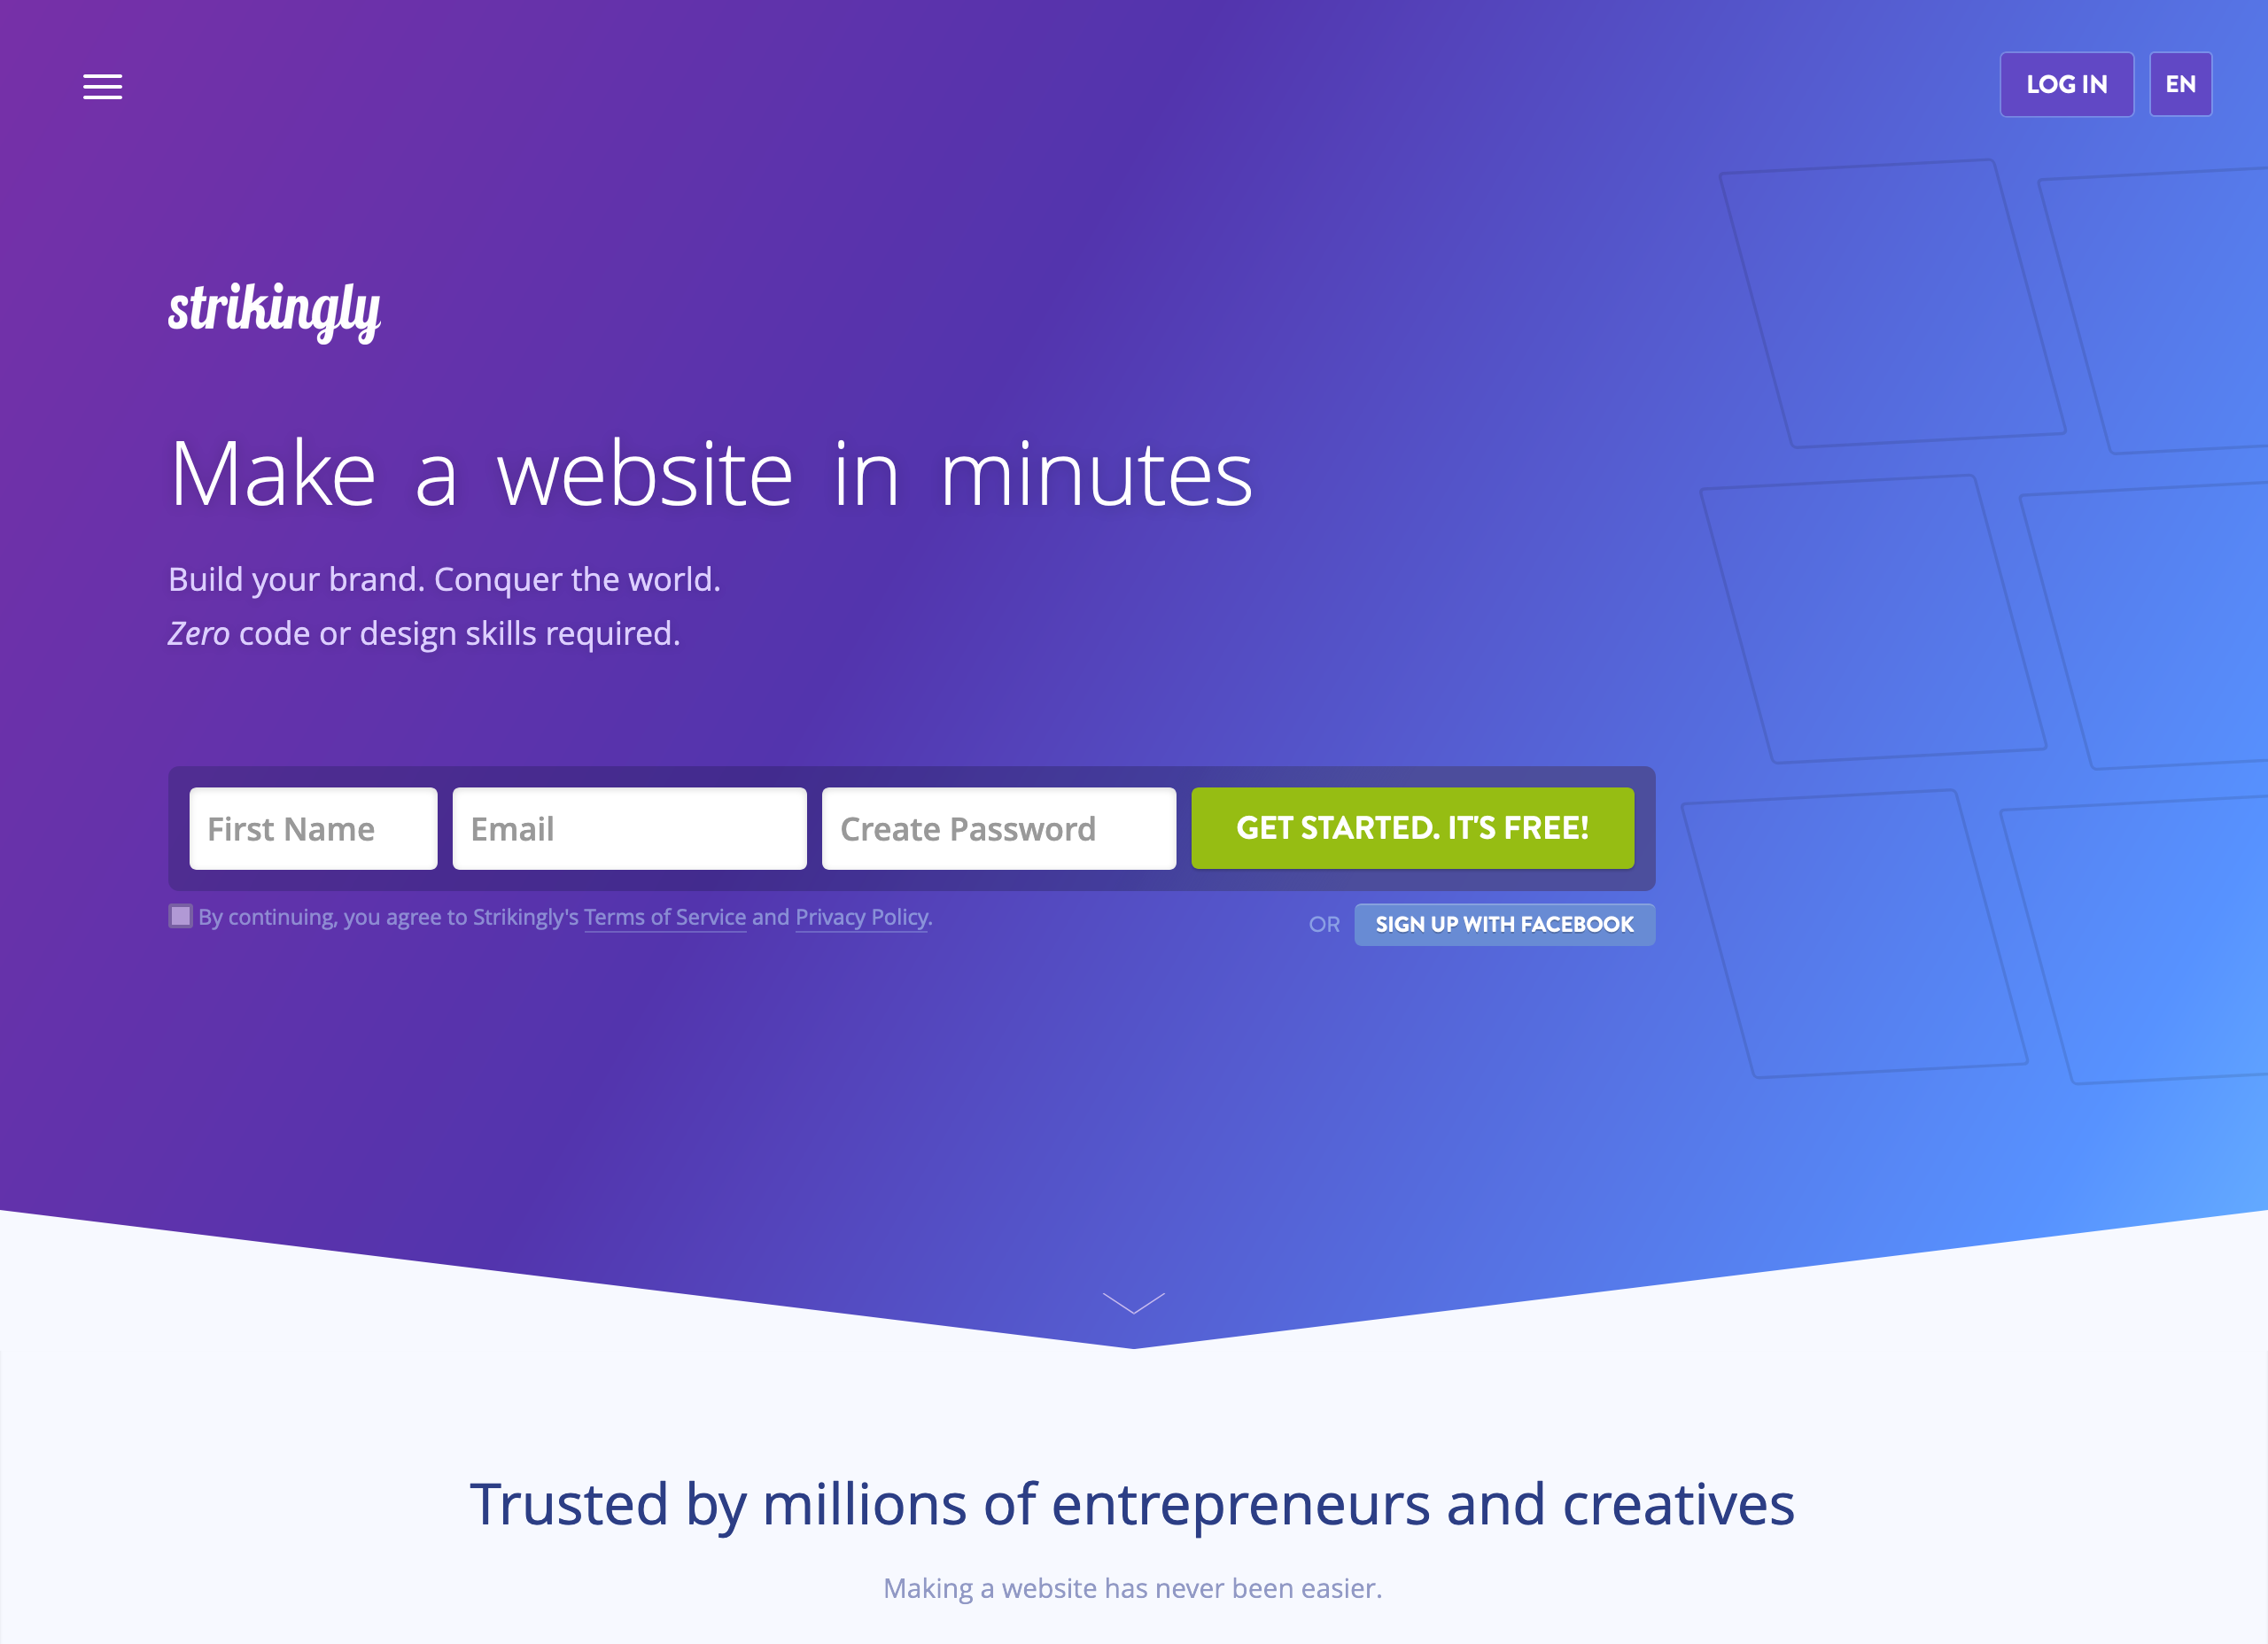 LOG IN
EN
strikingly
Make a website in minutes
Build your brand. Conquer the world.
Zero code or design skills required.
First Name
Email
Create Password
GET STARTED. IT'S FREE!
By continuing, you agree to Strikingly's Terms of Service and Privacy Policy.
OR
SIGN UP WITH FACEBOOK
Trusted by millions of entrepreneurs and creatives
Making a website has never been easier.